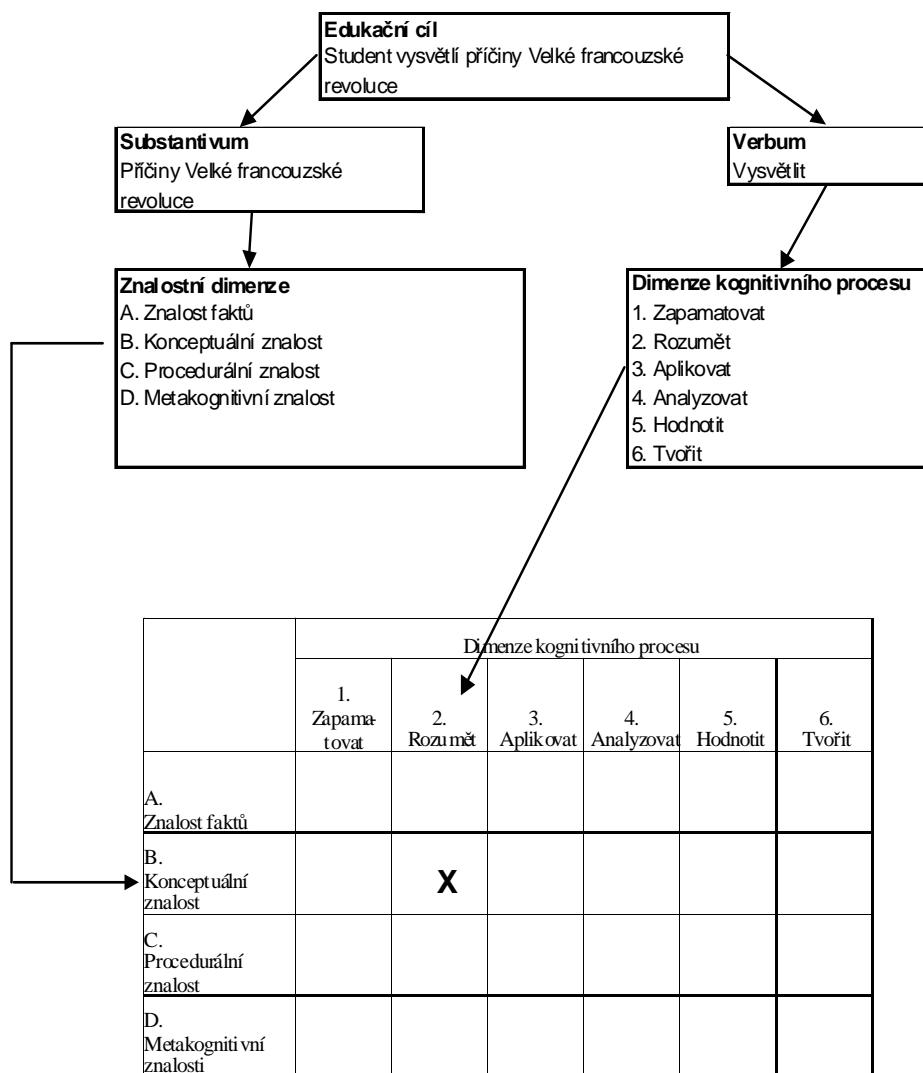 Edukační cíl
Student vysvětlí příčiny Velké francouzské
revoluce
Substantivum
Příčiny Velké francouzské
revoluce
Verbum
Vysvětlit
Znalostní dimenze
A. Znalost faktů
B. Konceptuální znalost
C. Procedurální znalost
D. Metakognitivní znalost
Dimenze kognitivního procesu
1. Zapamatovat
2. Rozumět
3. Aplikovat
4. Analyzovat
5. Hodnotit
6. Tvořit
Dimenze kognitivního procesu
1.
Zapama-
tovat
2.
Rozumět
3.
Aplikovat
4.
Analyzovat
5.
Hodnotit
6.
Tvořit
A.
Znalost faktů
B.
Konceptuální
znalost
X
C.
Procedurální
znalost
D.
Metakognitivní
znalosti